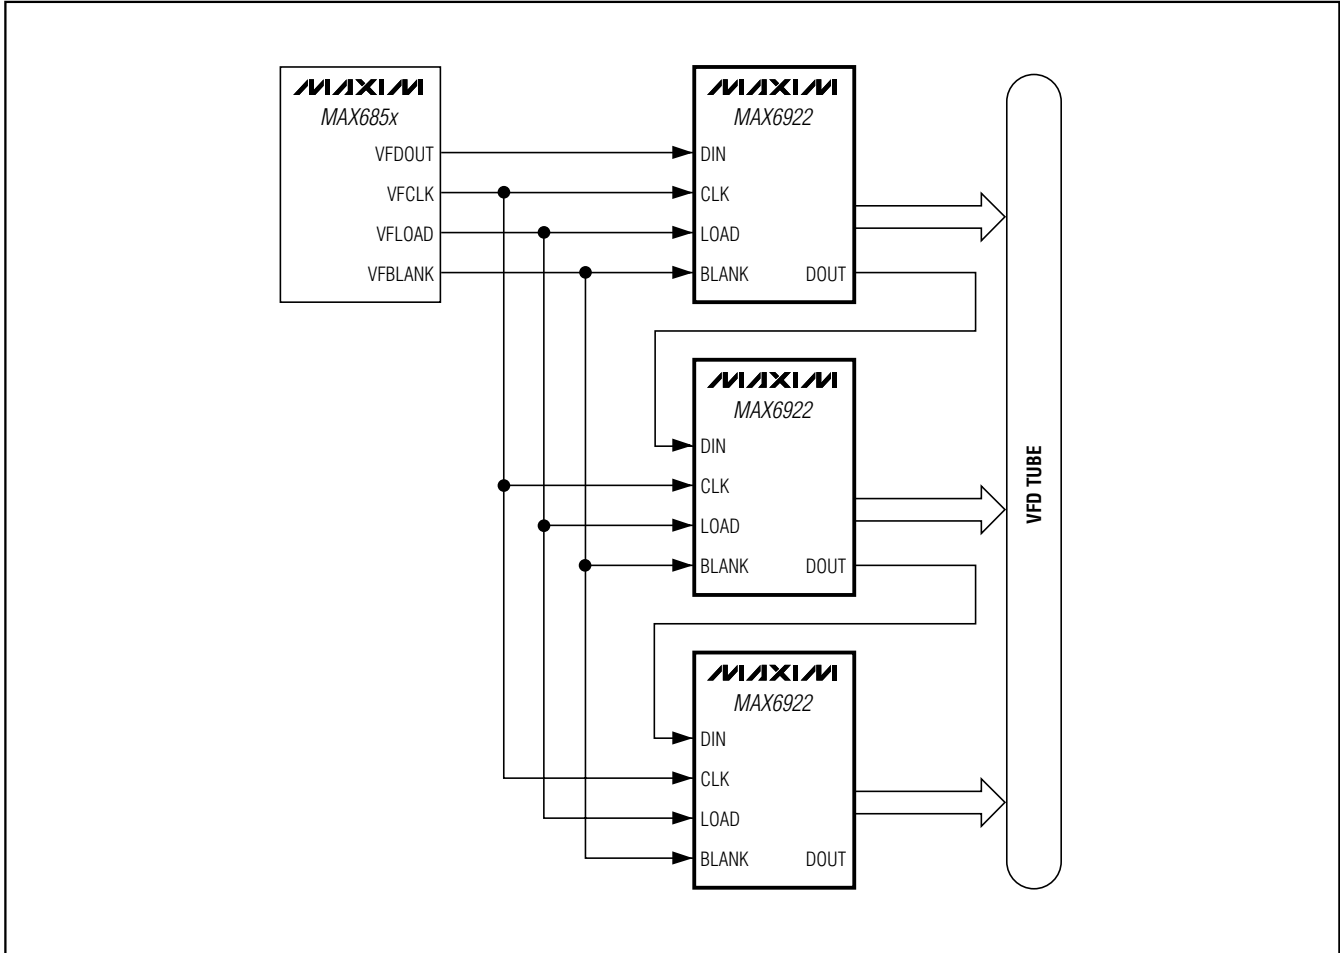 MAXIM
MAX685x
VFDOUT
VFCLK
VFLOAD
VFBLANK
MAXIM
MAX6922
DIN
CLK
LOAD
BLANK DOUT
MAXIM
MAX6922
DIN
CLK
LOAD
BLANK DOUT
MAXIM
MAX6922
DIN
CLK
LOAD
BLANK DOUT
VFD TUBE